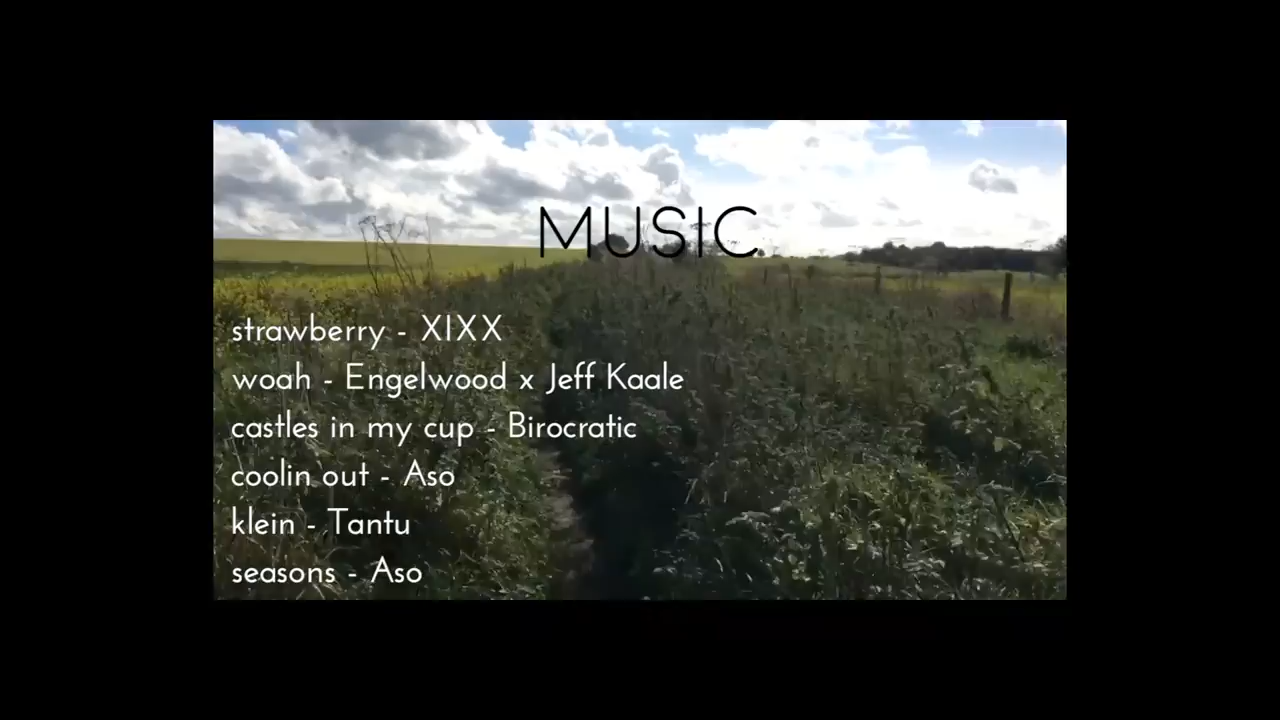 MUSIC
strawberry - XIXX
woah - Engelwood x Jeff Kaale
castles in my cup - Birocratic
coolin out - Aso
klein - Tantu
seasons - Aso